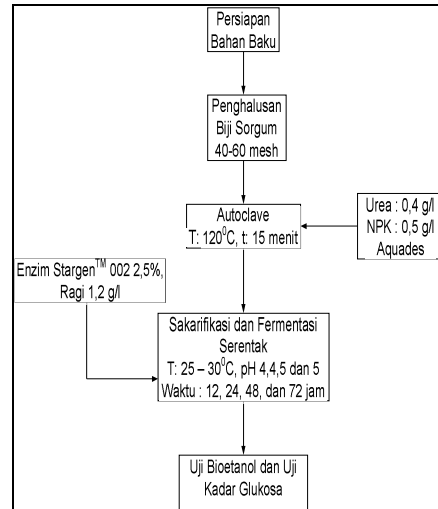 Persiapan
Bahan Baku
Penghalusan
Biji Sorgum
40-60 mesh
Autoclave
T: 120⁰C, t: 15 menit
Urea : 0,4 g/l
NPK : 0,5 g/l
Aquades
Enzim Stargen™ 002 2,5%,
Ragi 1,2 g/l
Sakarifikasi dan Fermentasi
Serentak
T: 25 – 30⁰C, pH 4,4,5 dan 5
Waktu : 12, 24, 48, dan 72 jam
Uji Bioetanol dan Uji
Kadar Glukosa